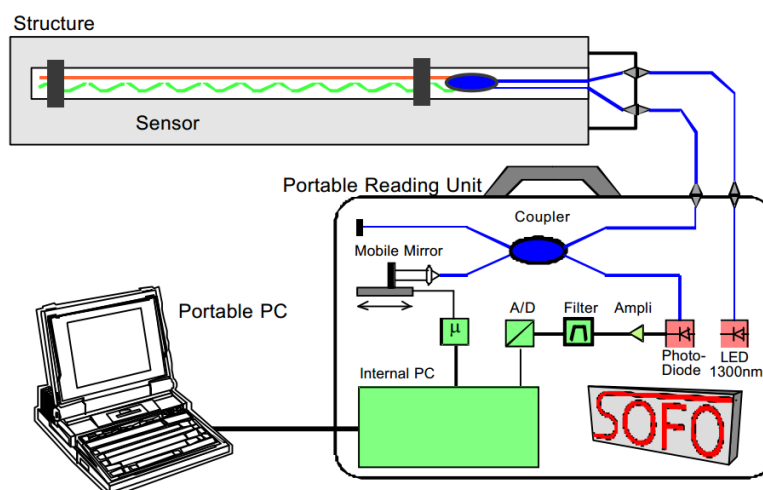 Structure
Sensor
Portable Reading Unit
Coupler
Mobile Mirror
Portable PC
μ
A/D
Filter
Ampli
Photo-
Diode
LED
1300nm
Internal PC
SOFO